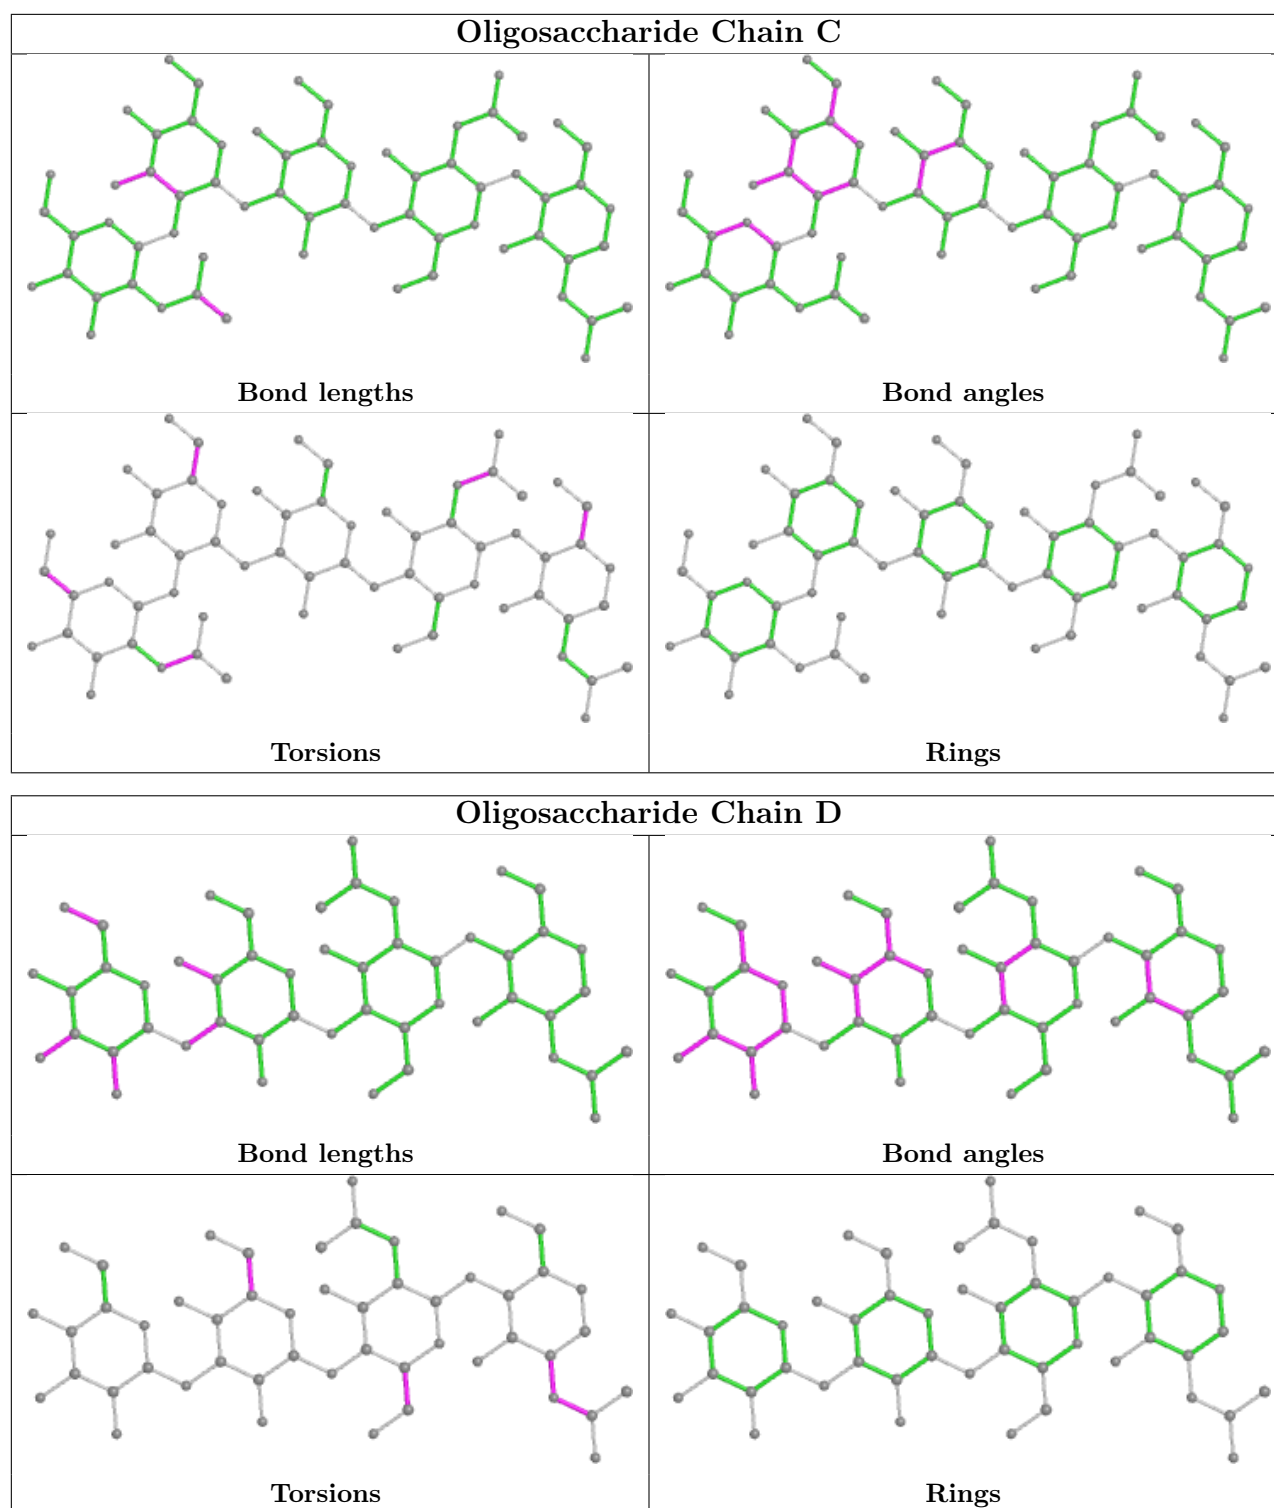 Oligosaccharide Chain C
Bond lengths
Bond angles
Torsions
Rings
Oligosaccharide Chain D
Bond lengths
Bond angles
Torsions
Rings